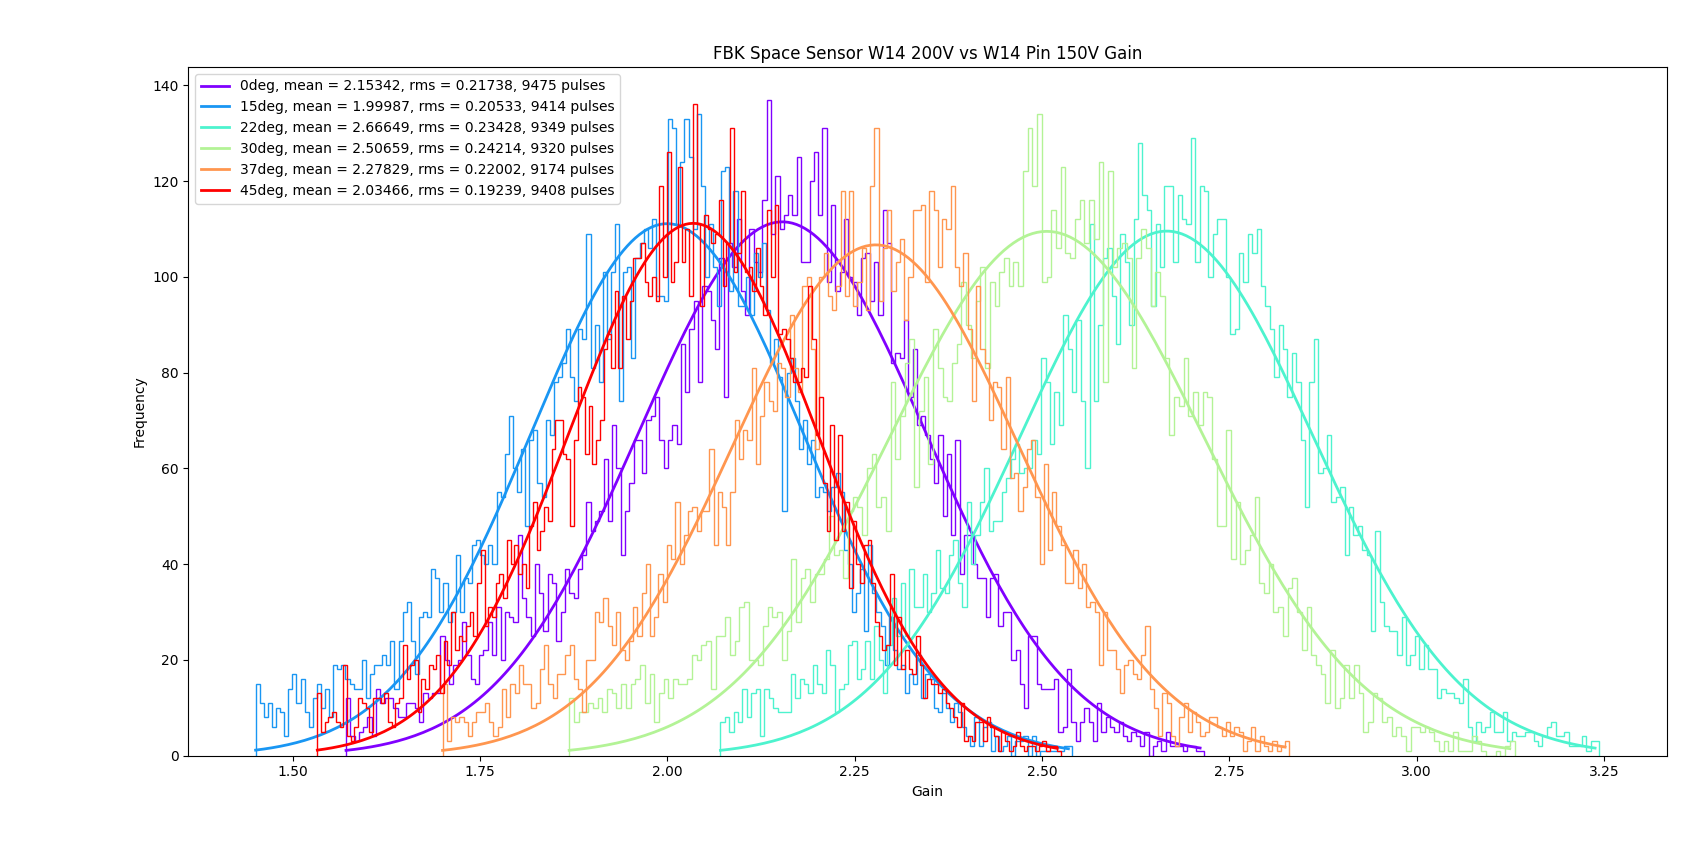 FBK Space Sensor W14 200V vs W14 Pin 150V Gain
0deg, mean = 2.15342, rms = 0.21738, 9475 pulses
15deg, mean = 1.99987, rms = 0.20533, 9414 pulses
22deg, mean = 2.66649, rms = 0.23428, 9349 pulses
30deg, mean = 2.50659, rms = 0.24214, 9320 pulses
37deg, mean = 2.27829, rms = 0.22002, 9174 pulses
45deg, mean = 2.03466, rms = 0.19239, 9408 pulses
140
120
100
80
60
40
20
0
Frequency
1.50 1.75 2.00 2.25 2.50 2.75 3.00 3.25
Gain